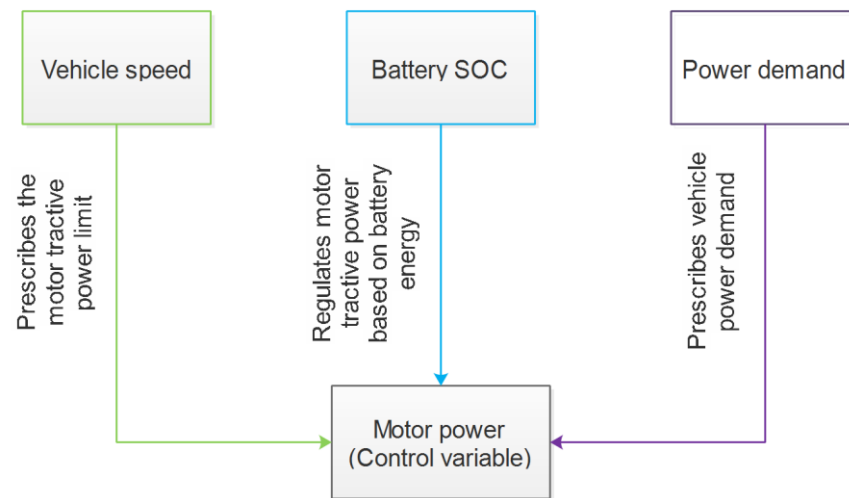 Vehicle speed
Battery SOC
Power demand
Prescribes the
motor tractive
power limit
Regulates motor
tractive power
based on battery
energy
Prescribes vehicle
power demand
Motor power
(Control variable)